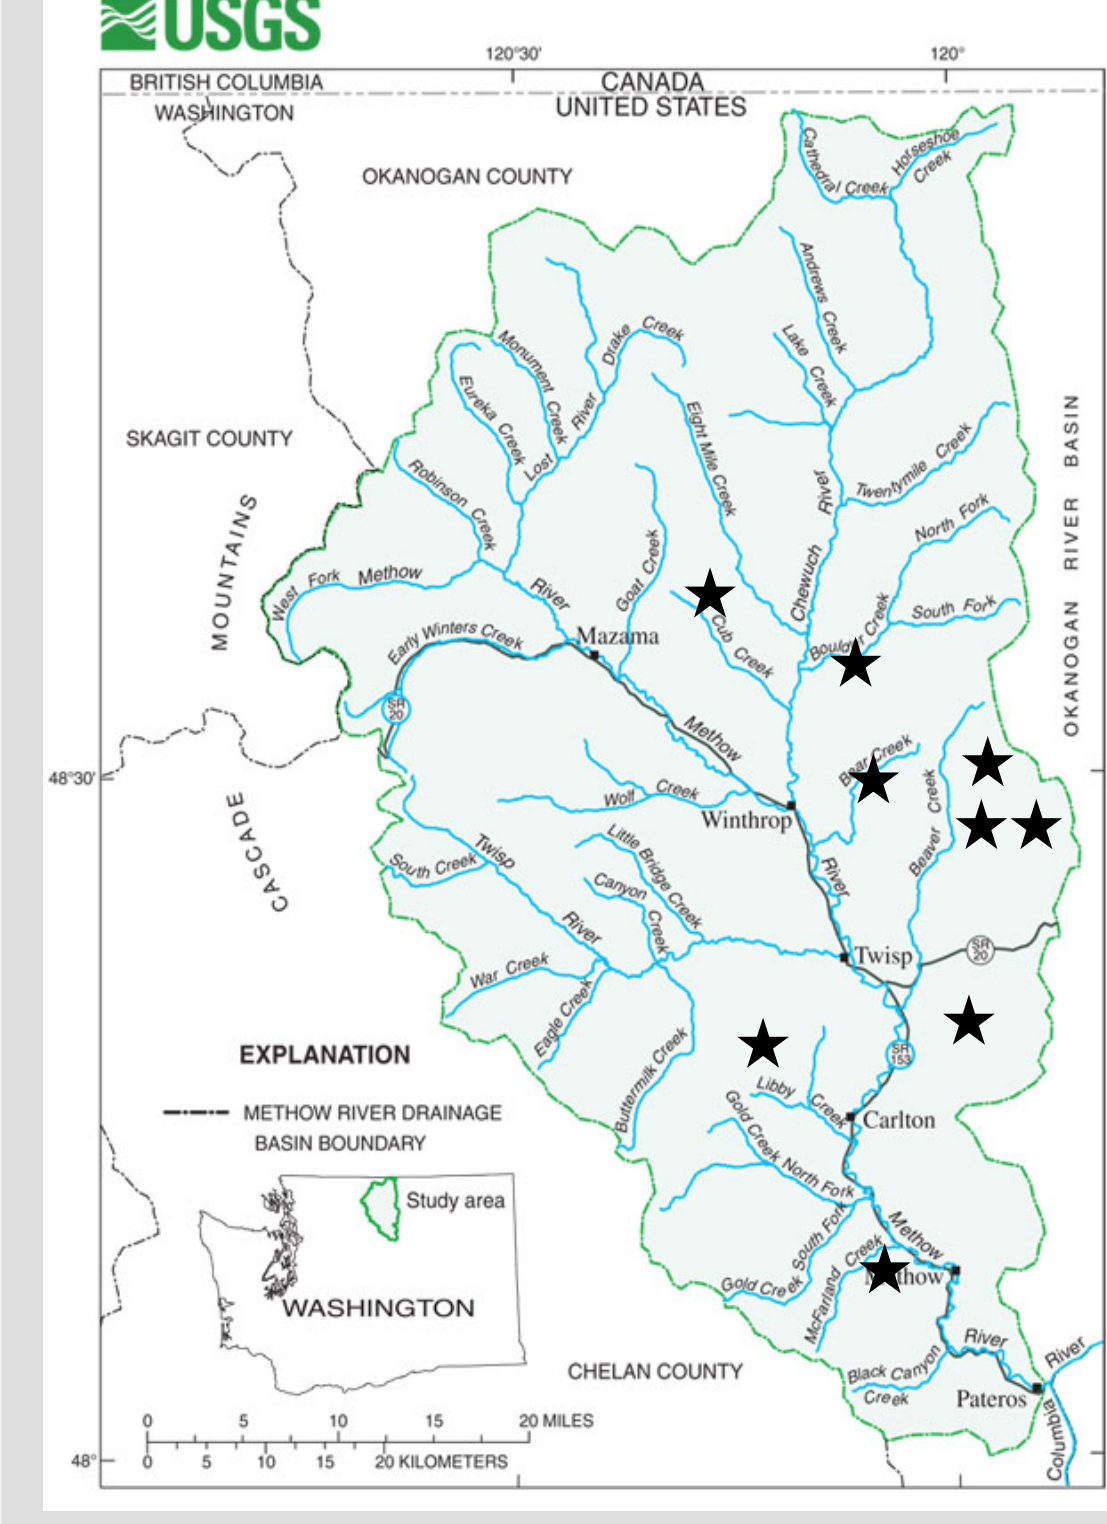 USGS
120°30'
120°
BRITISH COLUMBIA
CANADA
WASHINGTON
UNITED STATES
OKANOGAN COUNTY
Cathedral Creek
Horseshoe Creek
Andrews Creek
Lake Creek
Drake Creek
Monument Creek
Eureka Creek
Lost River
Eight Mile Creek
SKAGIT COUNTY
Robinson Creek
Twentymile Creek
North Fork
South Fork
Chewuch River
Boulder Creek
OKANOGAN RIVER BASIN
CASCADE MOUNTAINS
West Fork Methow River
Goat Creek
Cub Creek
Early Winters Creek
Mazama
SR
20
Methow
Bear Creek
Beaver Creek
48°30'
Wolf Creek
Winthrop
River
Little Bridge Creek
South Creek
Twisp River
Canyon Creek
Twisp
SR
20
War Creek
Eagle Creek
Buttermilk Creek
SR
153
Libby Creek
Carlton
Gold Creek North Fork
Gold Creek South Fork
McFarland Creek
Methow
River
Black Canyon
Creek
Pateros
Columbia River
CHELAN COUNTY
EXPLANATION
METHOW RIVER DRAINAGE
BASIN BOUNDARY
Study area
WASHINGTON
0 5 10 15 20 MILES
0 5 10 15 20 KILOMETERS
48°